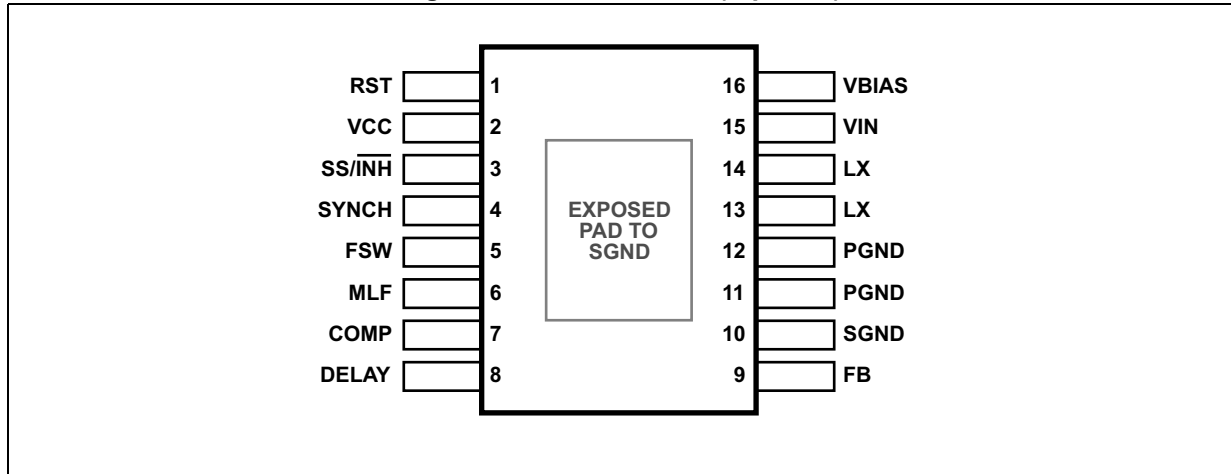 RST 1 16 VBIAS
VCC 2 15 VIN
SS/INH 3 14 LX
SYNCH 4 13 LX
FSW 5 12 PGND
MLF 6 11 PGND
COMP 7 10 SGND
DELAY 8 9 FB
EXPOSED
PAD TO
SGND